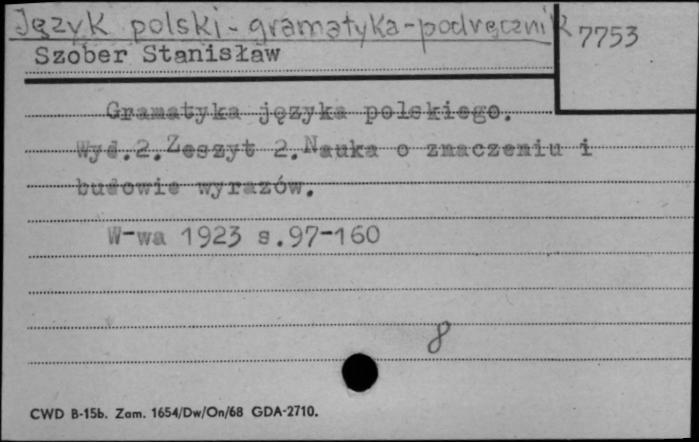 Język polski - gramatyka - podręcznik
7753
Szober Stanisław
Gramatyka języka polskiego.
Wyd.2.Zeszyt 2.Nauka o znaczeniu i
budowie wyrazów.
W-wa 1923 s.97-160
8
CWD B-15b. Zam. 1654/Dw/On/68 GDA-2710.